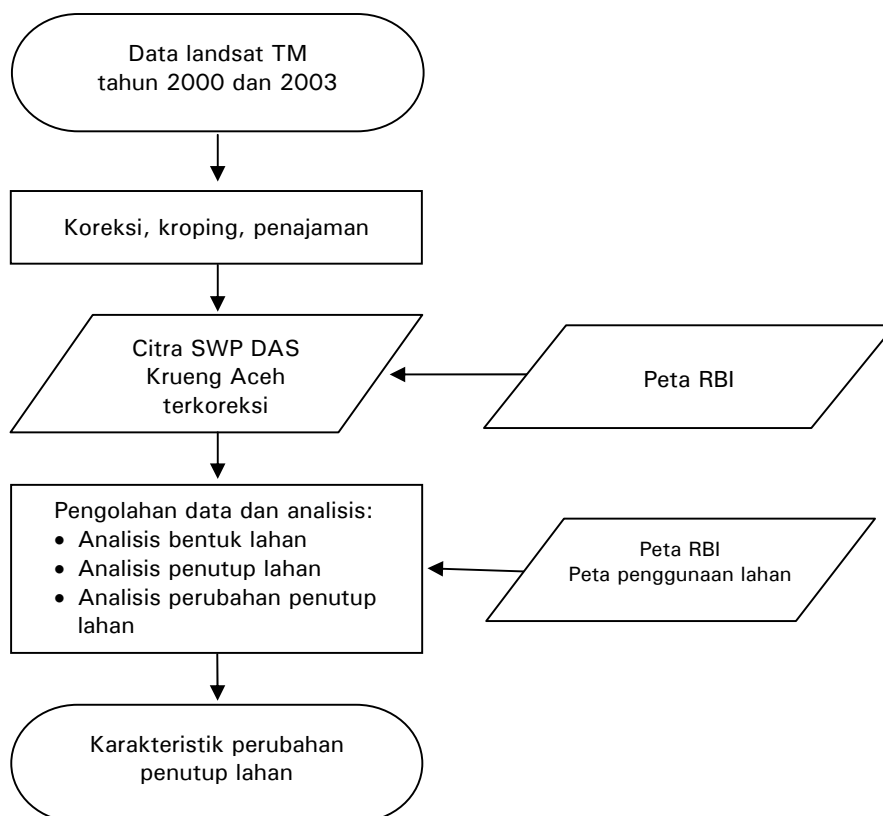 Data landsat TM
tahun 2000 dan 2003
Koreksi, kroping, penajaman
Citra SWP DAS
Krueng Aceh
terkoreksi
Peta RBI
Pengolahan data dan analisis:
• Analisis bentuk lahan
• Analisis penutup lahan
• Analisis perubahan penutup
lahan
Peta RBI
Peta penggunaan lahan
Karakteristik perubahan
penutup lahan